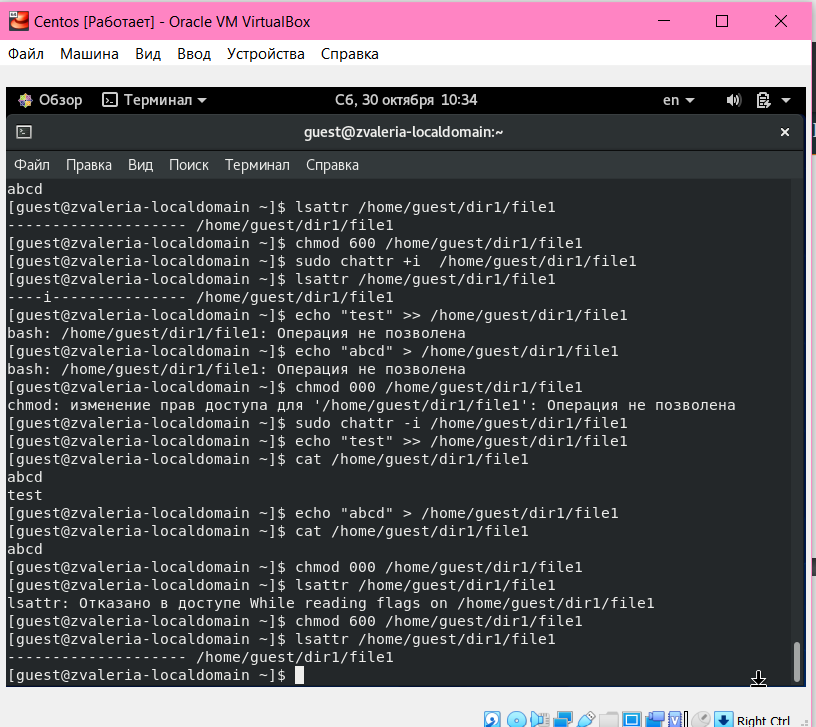 Centos [Работает] - Oracle VM VirtualBox
Файл Машина Вид Ввод Устройства Справка
Обзор Терминал Сб, 30 октября 10:34 en
guest@zvaleria-localdomain:~
Файл Правка Вид Поиск Терминал Справка
abcd
[guest@zvaleria-localdomain ~]$ lsattr /home/guest/dir1/file1
-------------------- /home/guest/dir1/file1
[guest@zvaleria-localdomain ~]$ chmod 600 /home/guest/dir1/file1
[guest@zvaleria-localdomain ~]$ sudo chattr +i  /home/guest/dir1/file1
[guest@zvaleria-localdomain ~]$ lsattr /home/guest/dir1/file1
----i--------------- /home/guest/dir1/file1
[guest@zvaleria-localdomain ~]$ echo "test" >> /home/guest/dir1/file1
bash: /home/guest/dir1/file1: Операция не позволена
[guest@zvaleria-localdomain ~]$ echo "abcd" > /home/guest/dir1/file1
bash: /home/guest/dir1/file1: Операция не позволена
[guest@zvaleria-localdomain ~]$ chmod 000 /home/guest/dir1/file1
chmod: изменение прав доступа для '/home/guest/dir1/file1': Операция не позволена
[guest@zvaleria-localdomain ~]$ sudo chattr -i /home/guest/dir1/file1
[guest@zvaleria-localdomain ~]$ echo "test" >> /home/guest/dir1/file1
[guest@zvaleria-localdomain ~]$ cat /home/guest/dir1/file1
abcd
test
[guest@zvaleria-localdomain ~]$ echo "abcd" > /home/guest/dir1/file1
[guest@zvaleria-localdomain ~]$ cat /home/guest/dir1/file1
abcd
[guest@zvaleria-localdomain ~]$ chmod 000 /home/guest/dir1/file1
[guest@zvaleria-localdomain ~]$ lsattr /home/guest/dir1/file1
lsattr: Отказано в доступе While reading flags on /home/guest/dir1/file1
[guest@zvaleria-localdomain ~]$ chmod 600 /home/guest/dir1/file1
[guest@zvaleria-localdomain ~]$ lsattr /home/guest/dir1/file1
-------------------- /home/guest/dir1/file1
[guest@zvaleria-localdomain ~]$
Right Ctrl